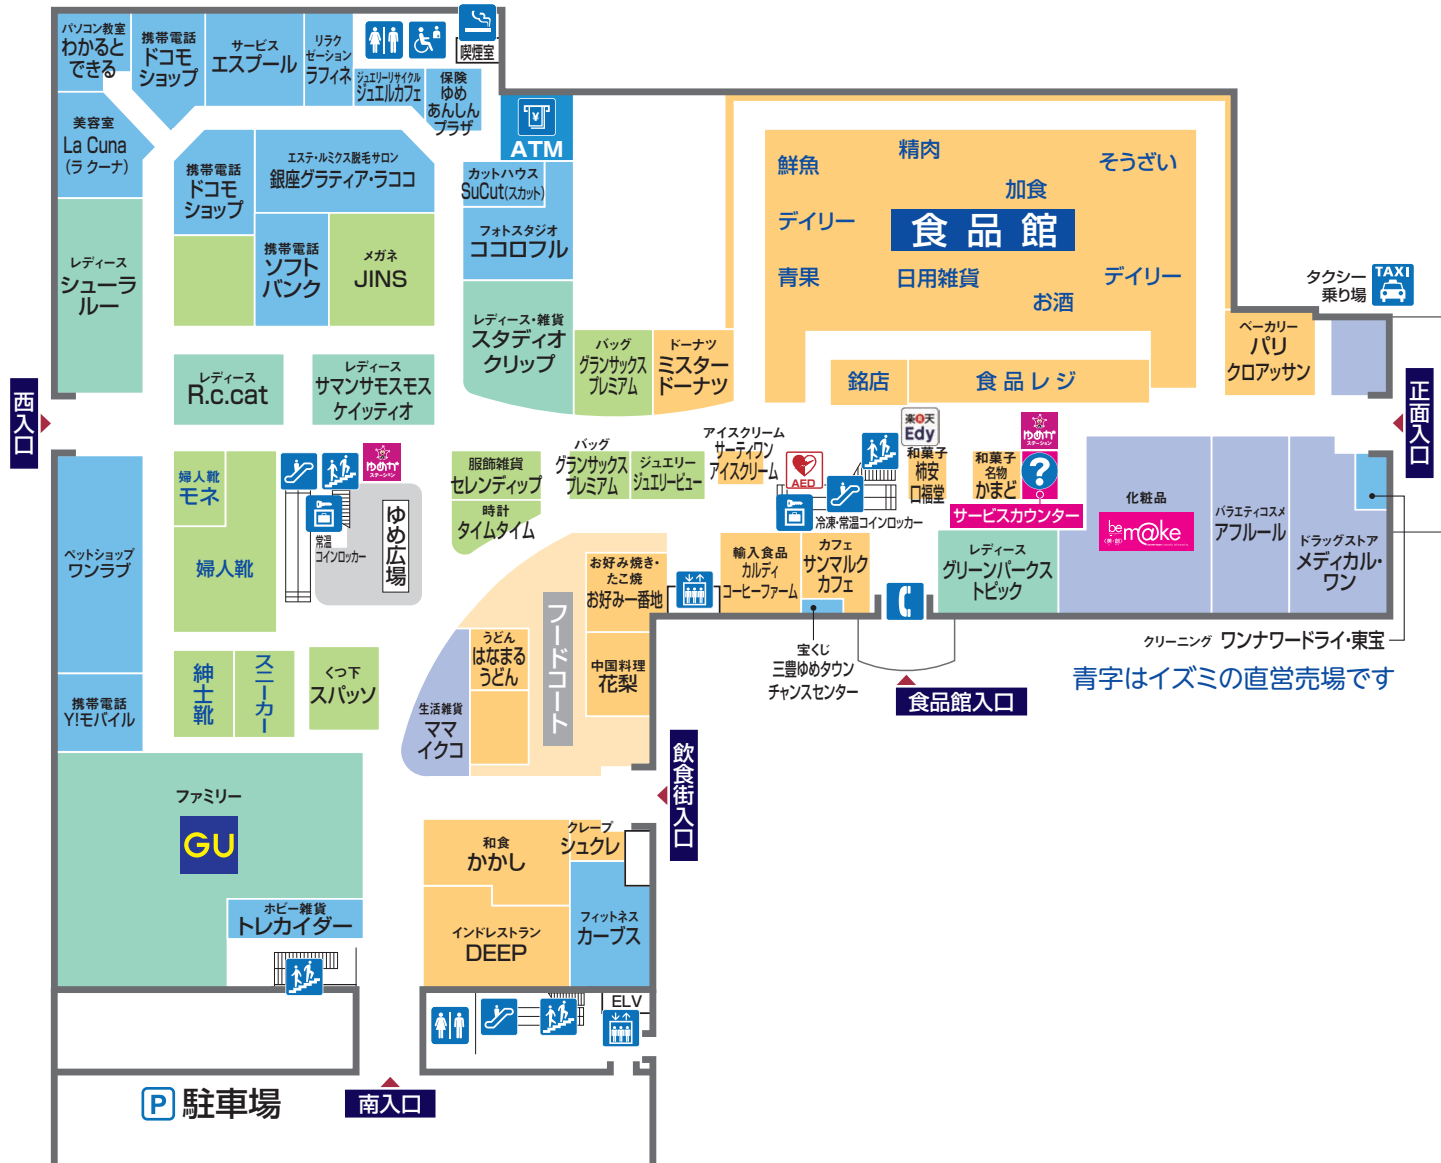 パソコン教室
わかると
できる
携帯電話
ドコモ
ショップ
サービス
エスプール
リラク
ゼーション
ラフィネ
喫煙室
ジュエリーリサイクル
ジュエルカフェ
保険
ゆめ
あんしん
プラザ
ATM
美容室
La Cuna
(ラ クーナ)
携帯電話
ドコモ
ショップ
エステ・ルミクス脱毛サロン
銀座グラティア・ラココ
カットハウス
SuCut(スカット)
フォトスタジオ
ココロフル
携帯電話
ソフト
バンク
メガネ
JINS
レディース
シューラ
ルー
レディース・雑貨
スタディオ
クリップ
バッグ
グランサックス
プレミアム
ドーナツ
ミスター
ドーナツ
レディース
R.c.cat
レディース
サマンサモスモス
ケイッティオ
鮮魚
精肉
そうざい
加食
デイリー
食品館
青果
日用雑貨
デイリー
お酒
銘店
食品レジ
タクシー
乗り場
TAXI
ベーカリー
パリ
クロアッサン
正面入口
西入口
婦人靴
モネ
婦人靴
ゆめか
ステーション
常温
コインロッカー
ゆめ広場
服飾雑貨
セレンディップ
時計
タイムタイム
バッグ
グランサックス
プレミアム
ジュエリー
ジュエリービュー
アイスクリーム
サーティワン
アイスクリーム
AED
冷凍・常温コインロッカー
楽天
Edy
和菓子
柿安
口福堂
和菓子
名物
かまど
ゆめか
ステーション
?
サービスカウンター
化粧品
be
m@ke
バラエティコスメ
アフルール
ドラッグストア
メディカル・
ワン
レディース
グリーンパークス
トピック
ペットショップ
ワンラブ
お好み焼き・
たこ焼
お好み一番地
輸入食品
カルディ
コーヒーファーム
カフェ
サンマルク
カフェ
フードコート
うどん
はなまる
うどん
中国料理
花梨
宝くじ
三豊ゆめタウン
チャンスセンター
クリーニング ワンナワードライ・東宝
青字はイズミの直営売場です
食品館入口
携帯電話
Y!モバイル
紳士靴
スニーカー
くつ下
スパッソ
生活雑貨
ママ
イクコ
飲食街入口
ファミリー
GU
ホビー雑貨
トレカイダー
和食
かかし
クレープ
シュクレ
インドレストラン
DEEP
フィットネス
カーブス
ELV
P 駐車場
南入口